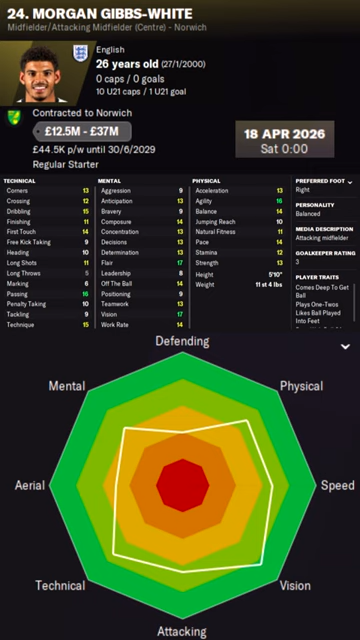 24. MORGAN GIBBS-WHITE
Midfielder/Attacking Midfielder (Centre) - Norwich
English
26 years old (27/1/2000)
0 caps / 0 goals
10 U21 caps / 1 U21 goal
Contracted to Norwich
£12.5M - £37M
£44.5K p/w until 30/6/2029
Regular Starter
18 APR 2026
Sat 0:00
TECHNICAL
Corners 13
Crossing 12
Dribbling 15
Finishing 11
First Touch 14
Free Kick Taking 9
Heading 10
Long Shots 11
Long Throws 5
Marking 6
Passing 16
Penalty Taking 10
Tackling 9
Technique 15
MENTAL
Aggression 9
Anticipation 13
Bravery 9
Composure 14
Concentration 13
Decisions 13
Determination 13
Flair 17
Leadership 8
Off The Ball 14
Positioning 9
Teamwork 13
Vision 17
Work Rate 14
PHYSICAL
Acceleration 13
Agility 16
Balance 14
Jumping Reach 10
Natural Fitness 11
Pace 14
Stamina 12
Strength 13
Height 5'10"
Weight 11 st 4 lbs
PREFERRED FOOT
Right
PERSONALITY
Balanced
MEDIA DESCRIPTION
Attacking midfielder
GOALKEEPER RATING
3
PLAYER TRAITS
Comes Deep To Get
Ball
Plays One-Twos
Likes Ball Played
Into Feet
Defending
Mental
Physical
Aerial
Speed
Technical
Vision
Attacking